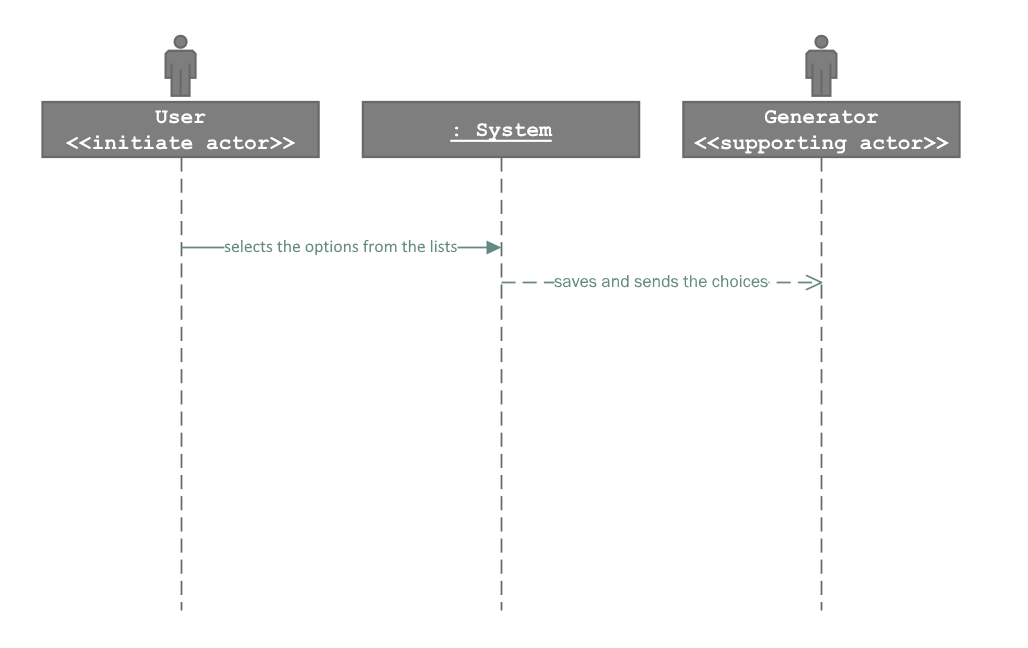 User
<<initiate actor>>
: System
Generator
<<supporting actor>>
selects the options from the lists
saves and sends the choices